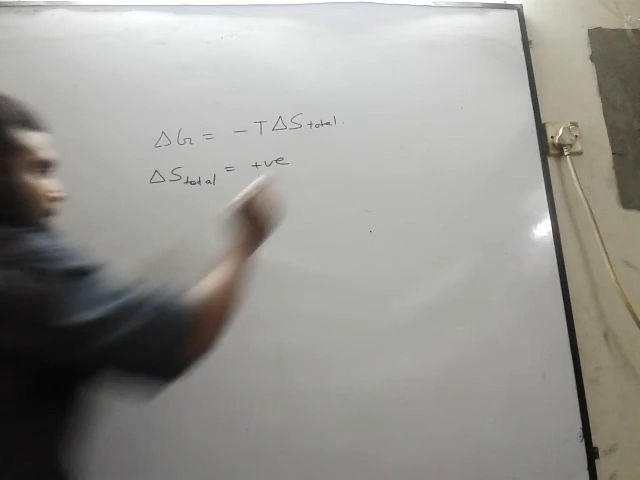 ΔG = - TΔS total.
ΔS total = +ve